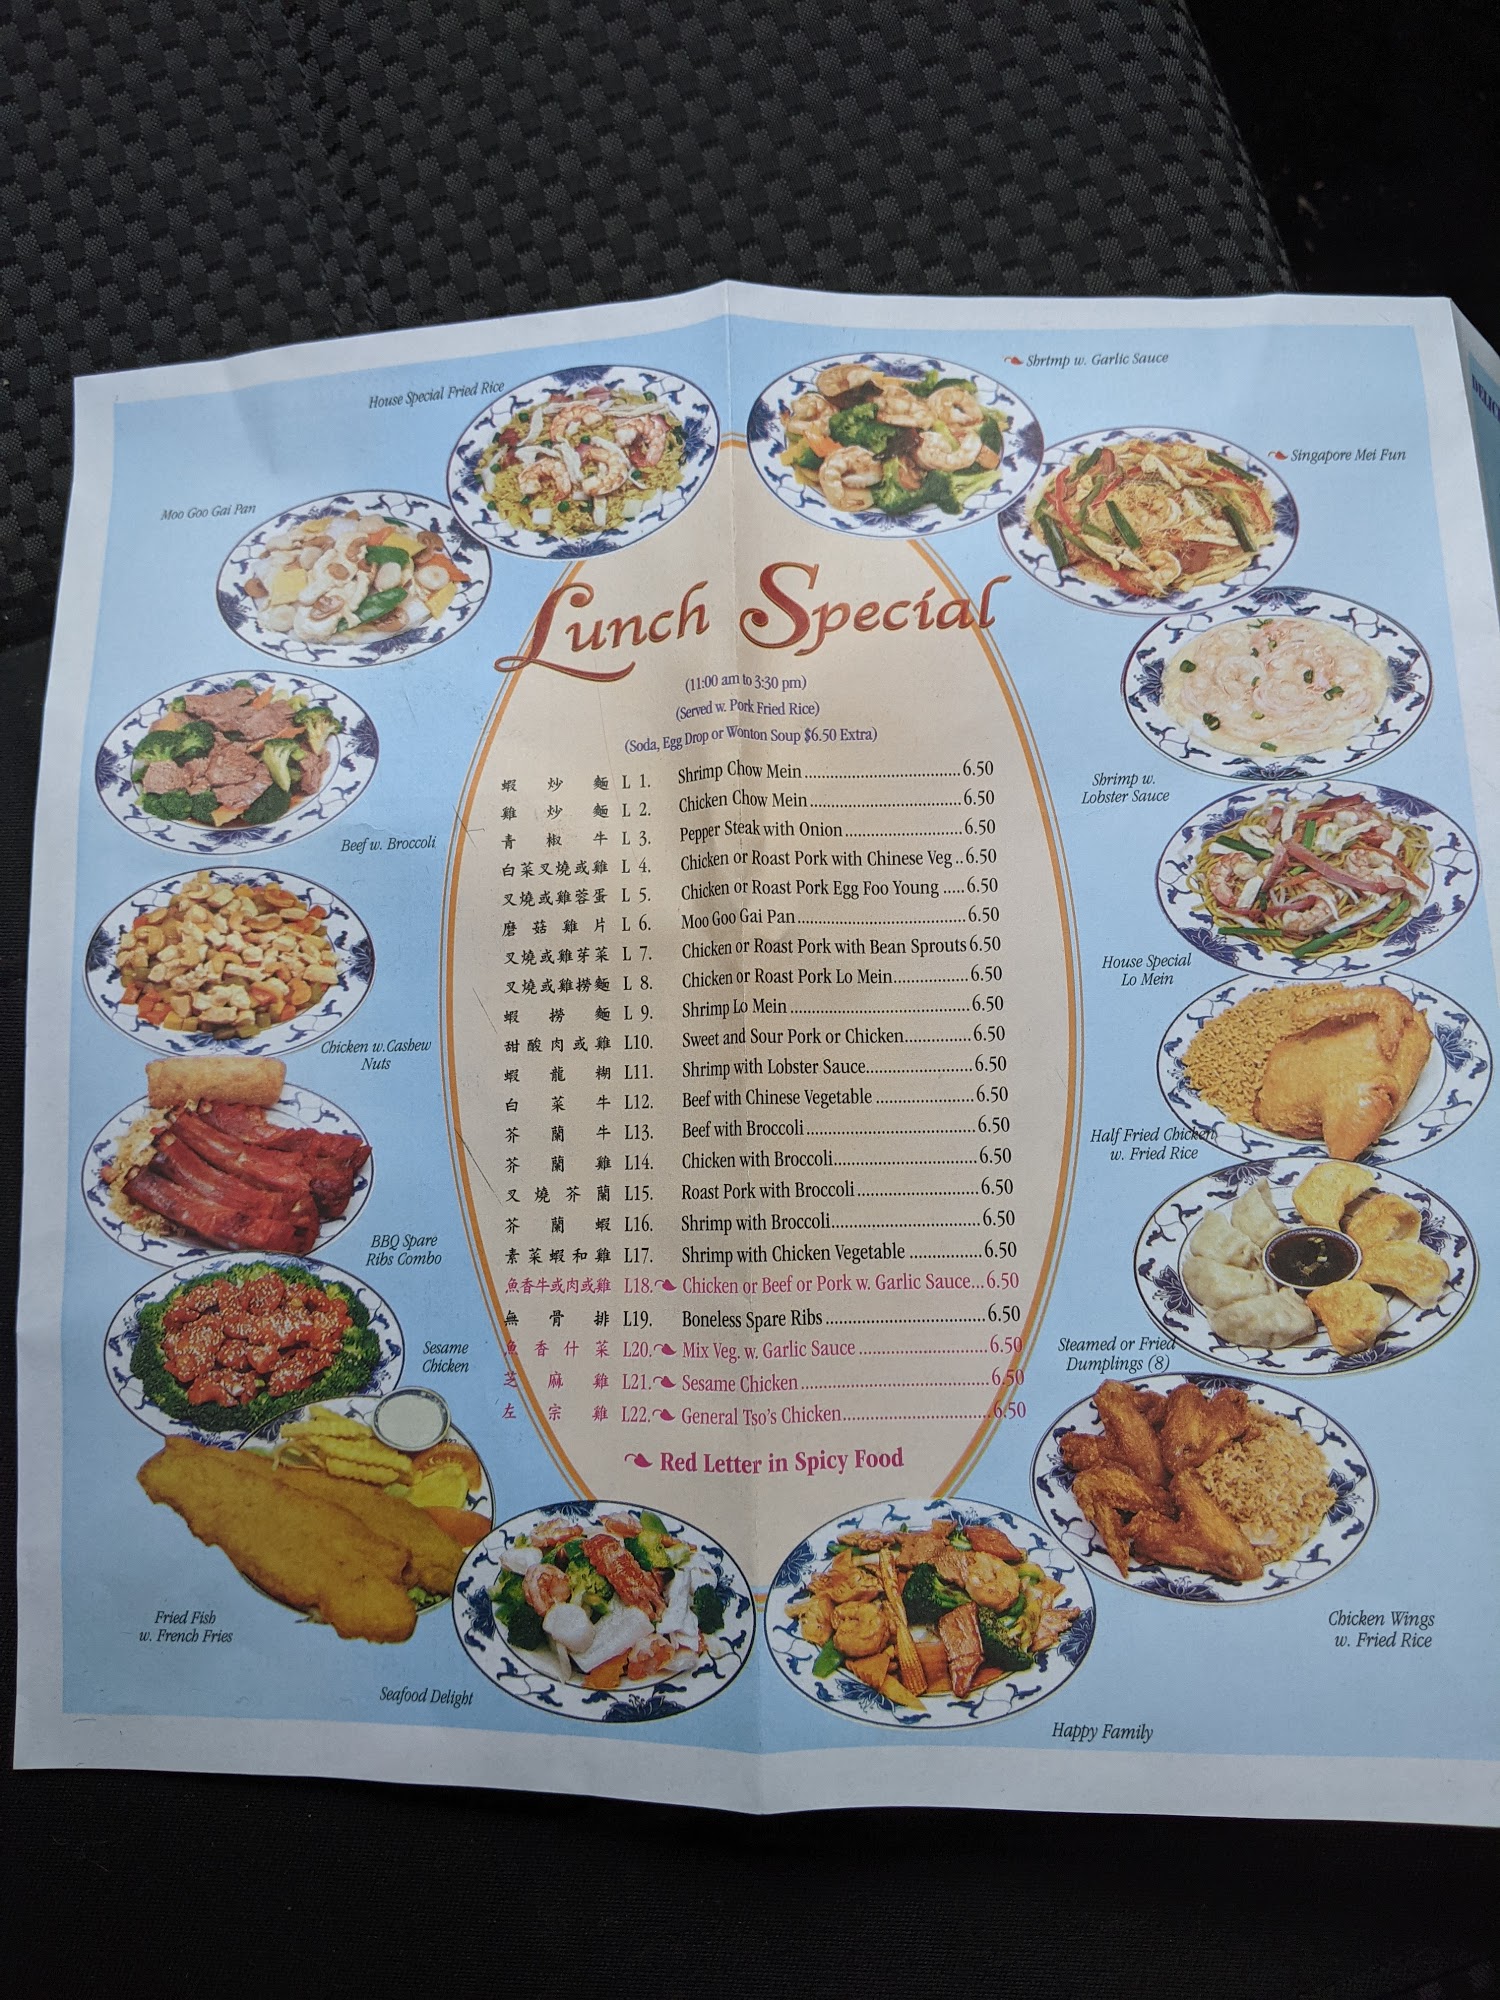 House Special Fried Rice
Shrimp w. Garlic Sauce
Singapore Mei Fun
Moo Goo Gai Pan
Lunch Special
(11:00 am to 3:30 pm)
(Served w. Pork Fried Rice)
(Soda, Egg Drop or Wonton Soup $6.50 Extra)
蝦炒麵 L 1. Shrimp Chow Mein 6.50
雞炒麵 L 2. Chicken Chow Mein 6.50
青椒牛 L 3. Pepper Steak with Onion 6.50
白菜叉燒或雞 L 4. Chicken or Roast Pork with Chinese Veg 6.50
叉燒或雞蓉蛋 L 5. Chicken or Roast Pork Egg Foo Young 6.50
磨菇雞片 L 6. Moo Goo Gai Pan 6.50
叉燒或雞芽菜 L 7. Chicken or Roast Pork with Bean Sprouts 6.50
叉燒或雞撈麵 L 8. Chicken or Roast Pork Lo Mein 6.50
蝦撈麵 L 9. Shrimp Lo Mein 6.50
甜酸肉或雞 L10. Sweet and Sour Pork or Chicken 6.50
蝦龍糊 L11. Shrimp with Lobster Sauce 6.50
白菜牛 L12. Beef with Chinese Vegetable 6.50
芥蘭牛 L13. Beef with Broccoli 6.50
芥蘭雞 L14. Chicken with Broccoli 6.50
叉燒芥蘭 L15. Roast Pork with Broccoli 6.50
芥蘭蝦 L16. Shrimp with Broccoli 6.50
素菜蝦和雞 L17. Shrimp with Chicken Vegetable 6.50
魚香牛或肉或雞 L18. Chicken or Beef or Pork w. Garlic Sauce 6.50
無骨排 L19. Boneless Spare Ribs 6.50
魚香什菜 L20. Mix Veg. w. Garlic Sauce 6.50
芝麻雞 L21. Sesame Chicken 6.50
左宗雞 L22. General Tso's Chicken 6.50
Red Letter in Spicy Food
Beef w. Broccoli
Chicken w. Cashew
Nuts
BBQ Spare
Ribs Combo
Sesame
Chicken
Fried Fish
w. French Fries
Seafood Delight
Shrimp w.
Lobster Sauce
House Special
Lo Mein
Half Fried Chicken
w. Fried Rice
Steamed or Fried
Dumplings (8)
Chicken Wings
w. Fried Rice
Happy Family